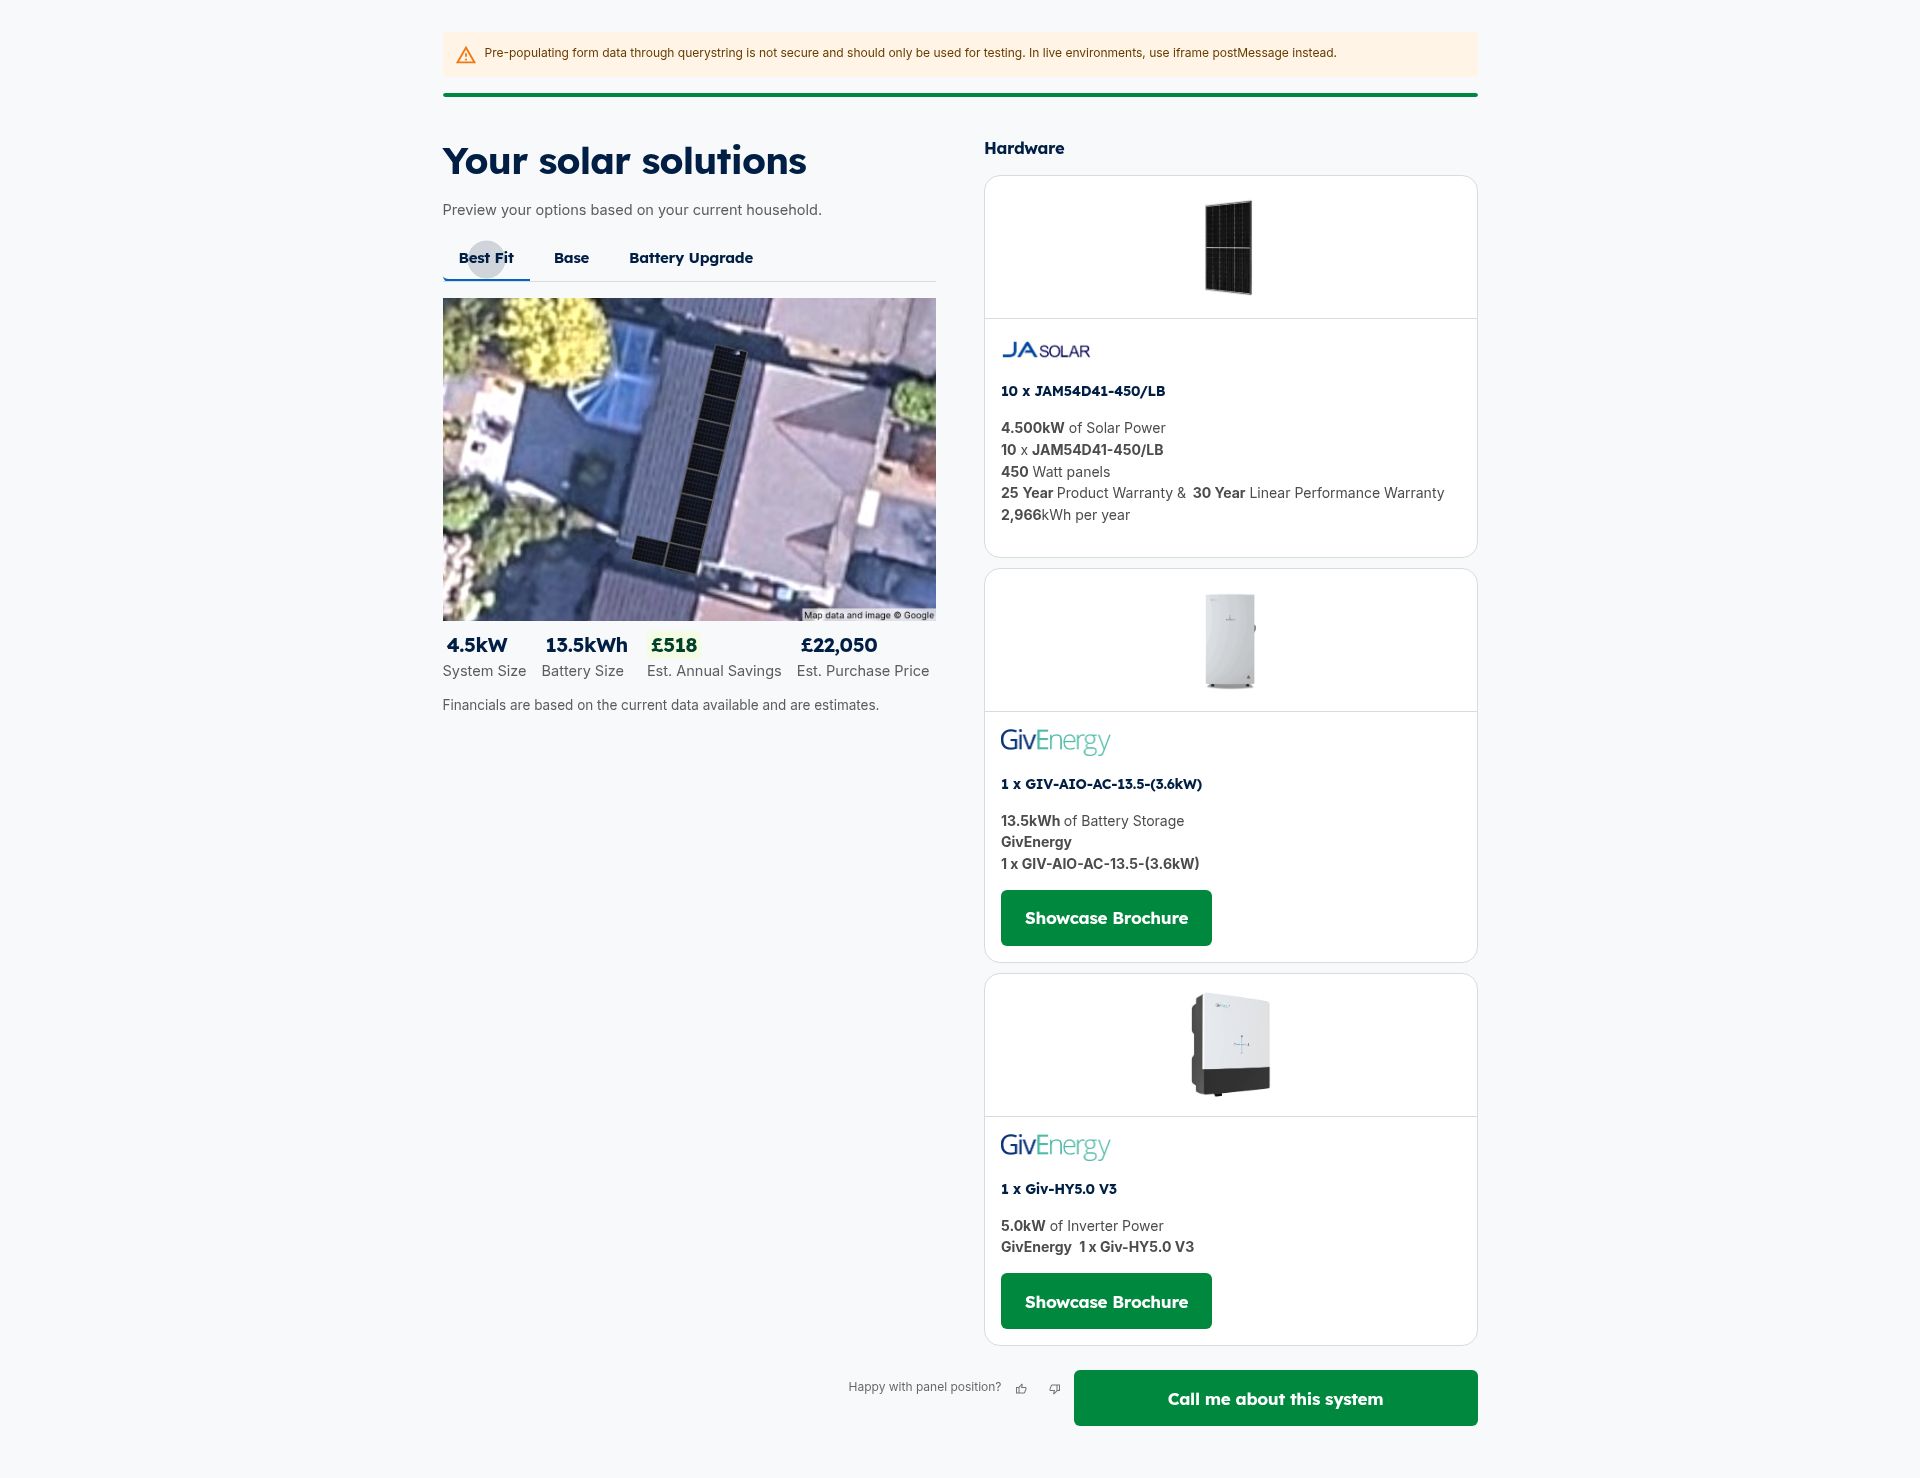 Pre-populating form data through querystring is not secure and should only be used for testing. In live environments, use iframe postMessage instead.
Your solar solutions
Preview your options based on your current household.
Best Fit
Base
Battery Upgrade
Map data and image © Google
4.5kW
System Size
13.5kWh
Battery Size
£518
Est. Annual Savings
£22,050
Est. Purchase Price
Financials are based on the current data available and are estimates.
Hardware
JA SOLAR
10 x JAM54D41-450/LB
4.500kW of Solar Power
10 x JAM54D41-450/LB
450 Watt panels
25 Year Product Warranty & 30 Year Linear Performance Warranty
2,966kWh per year
GivEnergy
1 x GIV-AIO-AC-13.5-(3.6kW)
13.5kWh of Battery Storage
GivEnergy
1 x GIV-AIO-AC-13.5-(3.6kW)
Showcase Brochure
GivEnergy
1 x Giv-HY5.0 V3
5.0kW of Inverter Power
GivEnergy 1 x Giv-HY5.0 V3
Showcase Brochure
Happy with panel position?
Call me about this system